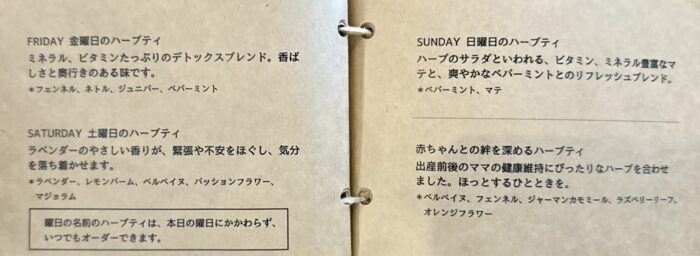 FRIDAY 金曜日のハーブティ
ミネラル、ビタミンたっぷりのデトックスブレンド。香ば
しさと奥行きのある味です。
*フェンネル、ネトル、ジュニパー、ペパーミント
SATURDAY 土曜日のハーブティ
ラベンダーのやさしい香りが、緊張や不安をほぐし、気分
を落ち着かせます。
*ラベンダー、レモンバーム、ベルベイヌ、パッションフラワー、
マジョラム
曜日の名前のハーブティは、本日の曜日にかかわらず、
いつでもオーダーできます。
SUNDAY 日曜日のハーブティ
ハーブのサラダといわれる、ビタミン、ミネラル豊富なマ
テと、爽やかなペパーミントとのリフレッシュブレンド。
*ペパーミント、マテ
赤ちゃんとの絆を深めるハーブティ
出産前後のママの健康維持にぴったりなハーブを合わせ
ました。ほっとするひとときを。
*ベルベイヌ、フェンネル、ジャーマンカモミール、ラズベリーリーフ、
オレンジフラワー